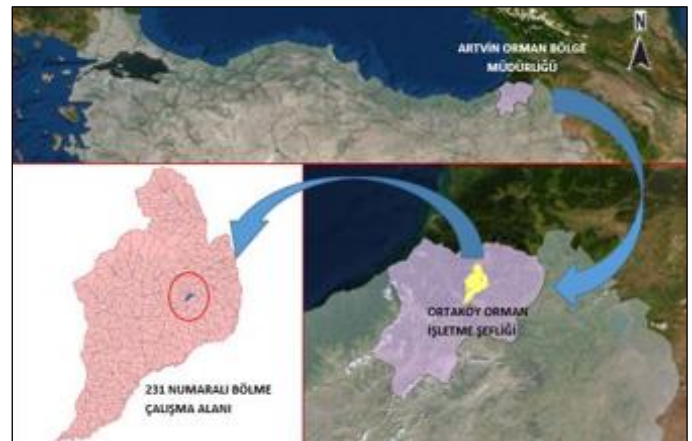 N
ARTVİN ORMAN BÖLGE
MÜDÜRLÜĞÜ
ORTAKÖY ORMAN
İŞLETME ŞEFLİĞİ
231 NUMARALI BÖLME
ÇALIŞMA ALANI